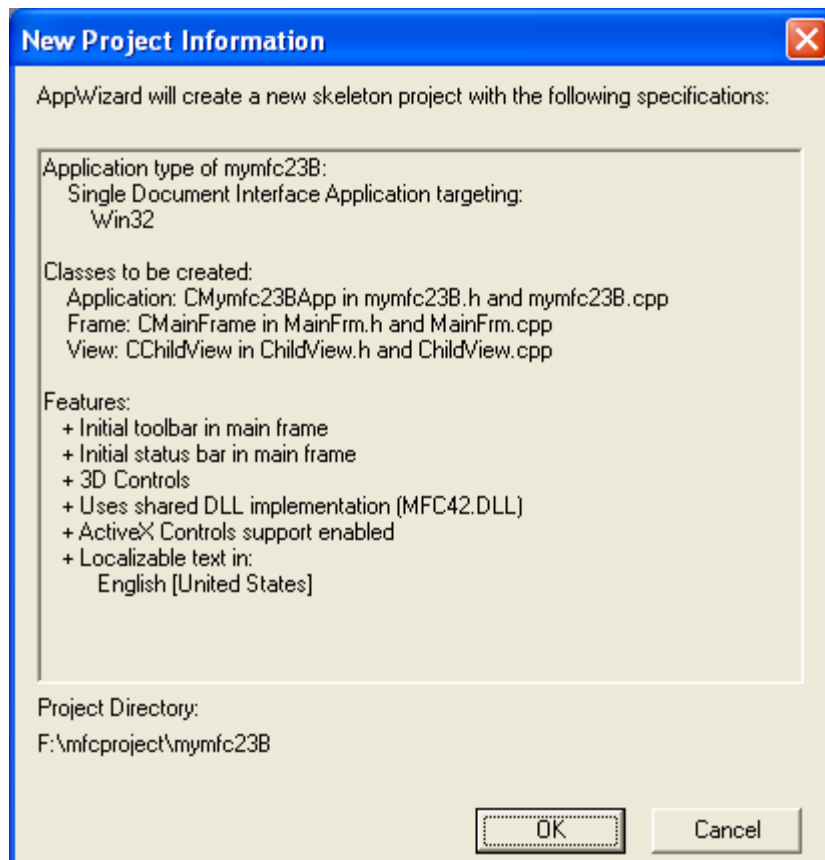 New Project Information
AppWizard will create a new skeleton project with the following specifications:
Application type of mymfc23B:
Single Document Interface Application targeting:
Win32
Classes to be created:
Application: CMymfc23BApp in mymfc23B.h and mymfc23B.cpp
Frame: CMainFrame in MainFrm.h and MainFrm.cpp
View: CChildView in ChildView.h and ChildView.cpp
Features:
+ Initial toolbar in main frame
+ Initial status bar in main frame
+ 3D Controls
+ Uses shared DLL implementation (MFC42.DLL)
+ ActiveX Controls support enabled
+ Localizable text in:
English [United States]
Project Directory:
F:\mfcproject\mymfc23B
OK Cancel